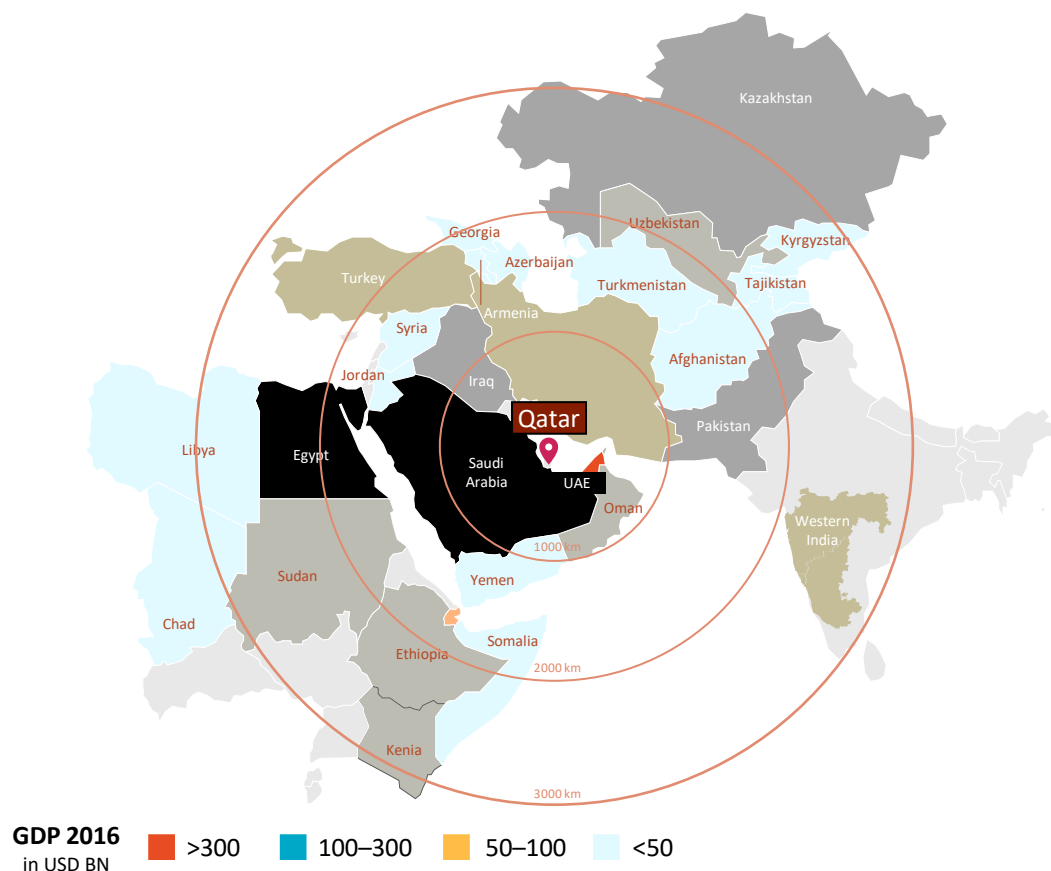 Kazakhstan
Uzbekistan
Georgia
Kyrgyzstan
Azerbaijan
Turkey
Turkmenistan
Tajikistan
Armenia
Syria
Afghanistan
Jordan
Iraq
Qatar
Pakistan
Libya
Egypt
Saudi
Arabia
UAE
Oman
Western
India
1000 km
Sudan
Yemen
Chad
Somalia
Ethiopia
2000 km
Kenia
3000 km
GDP 2016
in USD BN
>300
100–300
50–100
<50